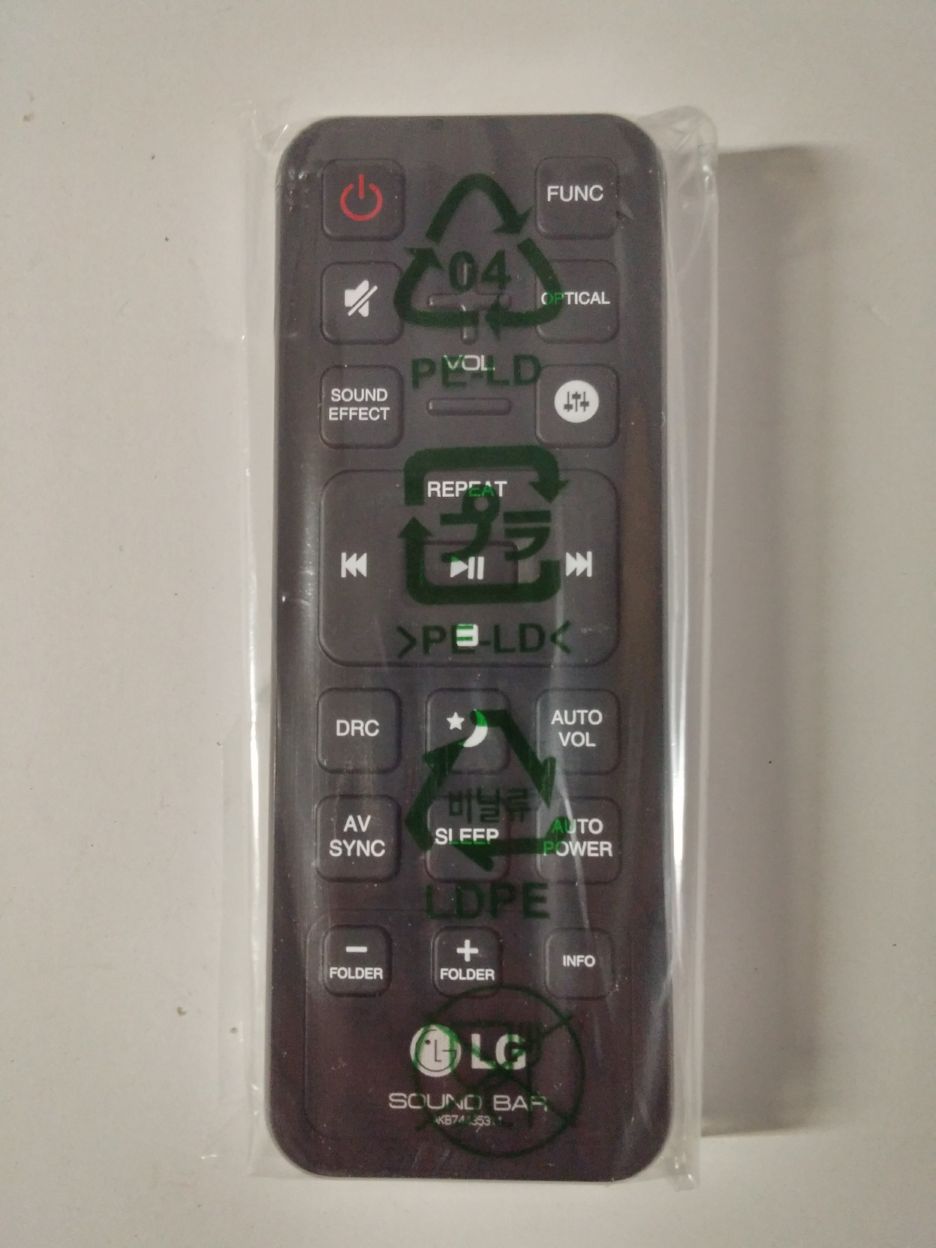 FUNC
04
OPTICAL
PE-LD
VOL
SOUND
EFFECT
REPEAT
プラ
>PE-LD<
DRC
AUTO
VOL
비닐류
AV
SYNC
SLEEP
AUTO
POWER
LDPE
FOLDER
FOLDER
INFO
LG
SOUND BAR